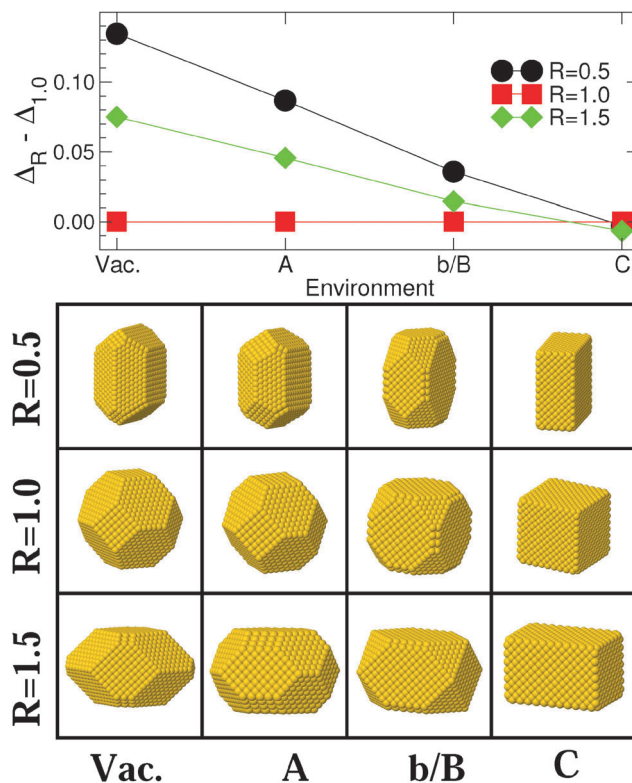 Δ_R - Δ_1.0
0.10
0.05
0.00
R=0.5
R=1.0
R=1.5
Vac.
A
b/B
C
Environment
R=0.5
R=1.0
R=1.5
Vac.
A
b/B
C